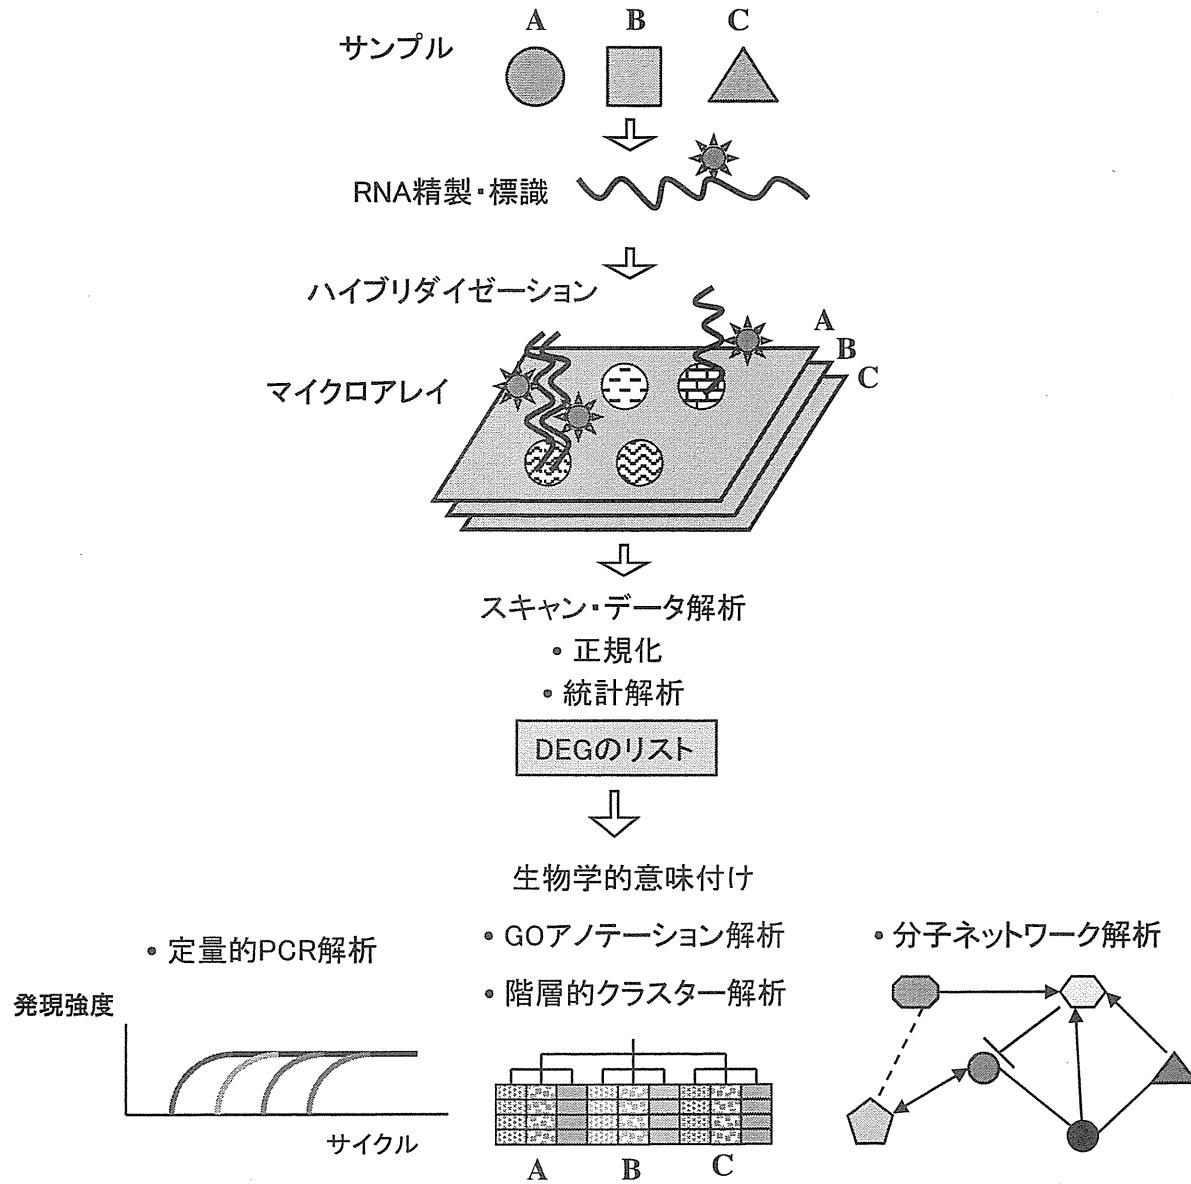 A B C
サンプル
RNA精製・標識
ハイブリダイゼーション
A
B
C
マイクロアレイ
スキャン・データ解析
• 正規化
• 統計解析
DEGのリスト
生物学的意味付け
• 定量的PCR解析
• GOアノテーション解析
• 分子ネットワーク解析
• 階層的クラスター解析
発現強度
サイクル
A B C